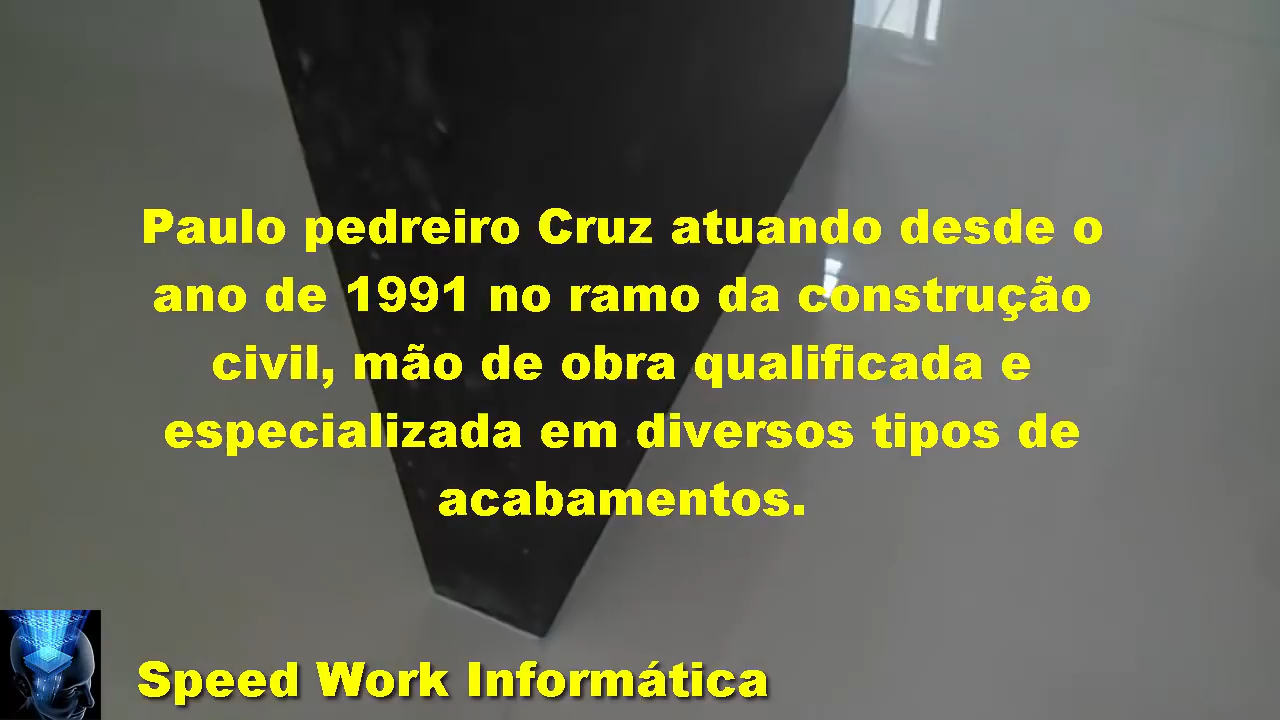 Paulo pedreiro Cruz atuando desde o
ano de 1991 no ramo da construção
civil, mão de obra qualificada e
especializada em diversos tipos de
acabamentos.
Speed Work Informática